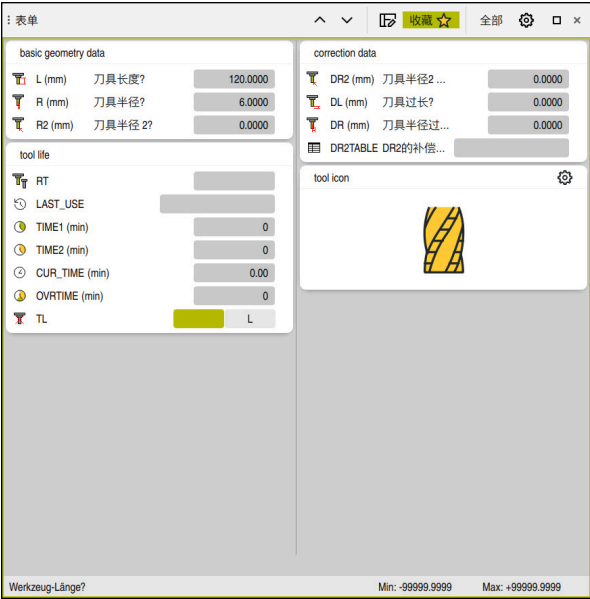 表单 收藏 全部
basic geometry data
L (mm) 刀具长度? 120.0000
R (mm) 刀具半径? 6.0000
R2 (mm) 刀具半径 2? 0.0000
tool life
RT
LAST_USE
TIME1 (min) 0
TIME2 (min) 0
CUR_TIME (min) 0.00
OVRTIME (min) 0
TL L
correction data
DR2 (mm) 刀具半径2 ... 0.0000
DL (mm) 刀具过长? 0.0000
DR (mm) 刀具半径过... 0.0000
DR2TABLE DR2的补偿...
tool icon
Werkzeug-Länge? Min: -99999.9999 Max: +99999.9999